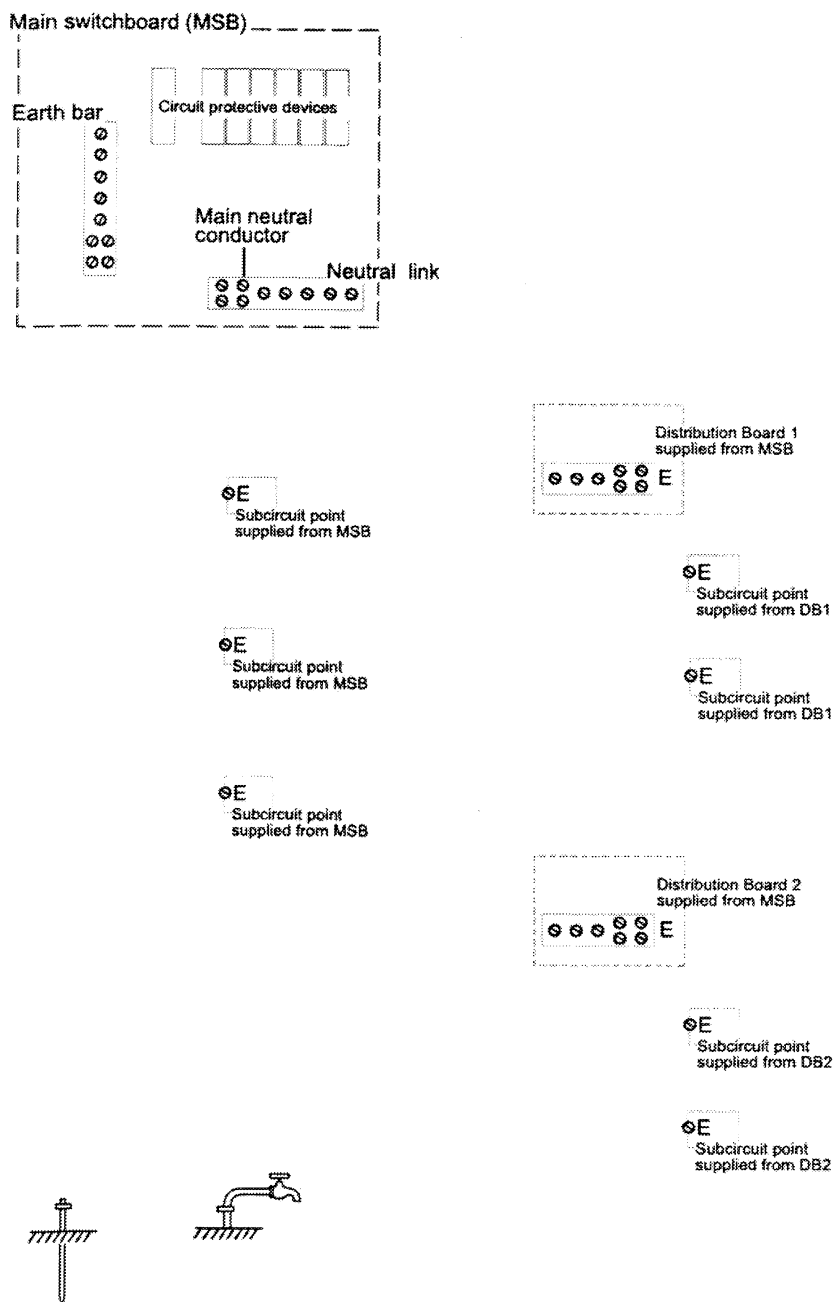 Main switchboard (MSB)
Circuit protective devices
Earth bar
Main neutral
conductor
Neutral link
Distribution Board 1
supplied from MSB
E
E
Subcircuit point
supplied from MSB
E
Subcircuit point
supplied from DB1
E
Subcircuit point
supplied from MSB
E
Subcircuit point
supplied from DB1
E
Subcircuit point
supplied from MSB
Distribution Board 2
supplied from MSB
E
E
Subcircuit point
supplied from DB2
E
Subcircuit point
supplied from DB2